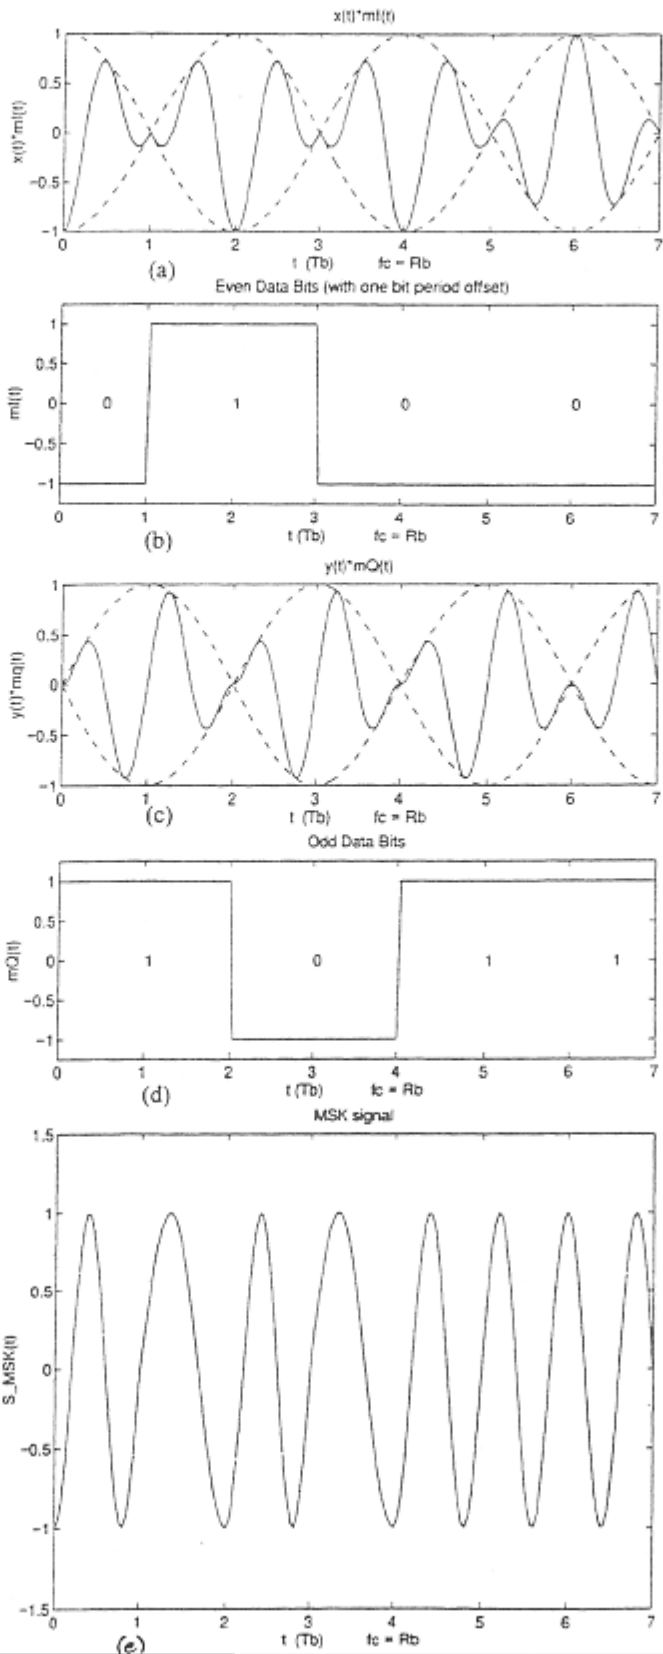 x(t)*mI(t)
1
0.5
0
−0.5
−1
x(t)*mI(t)
0 1 2 3 4 5 6 7
t (Tb) fc = Rb
(a)
Even Data Bits (with one bit period offset)
1
0.5
0
−0.5
−1
mI(t)
0 1 0 0
0 1 2 3 4 5 6 7
t (Tb) fc = Rb
(b)
y(t)*mQ(t)
1
0.5
0
−0.5
−1
y(t)*mq(t)
0 1 2 3 4 5 6 7
t (Tb) fc = Rb
(c)
Odd Data Bits
1
0.5
0
−0.5
−1
mQ(t)
1 0 1 1
0 1 2 3 4 5 6 7
t (Tb) fc = Rb
(d)
MSK signal
1.5
1
0.5
0
−0.5
−1
−1.5
S_MSK(t)
0 1 2 3 4 5 6 7
t (Tb) fc = Rb
(e)